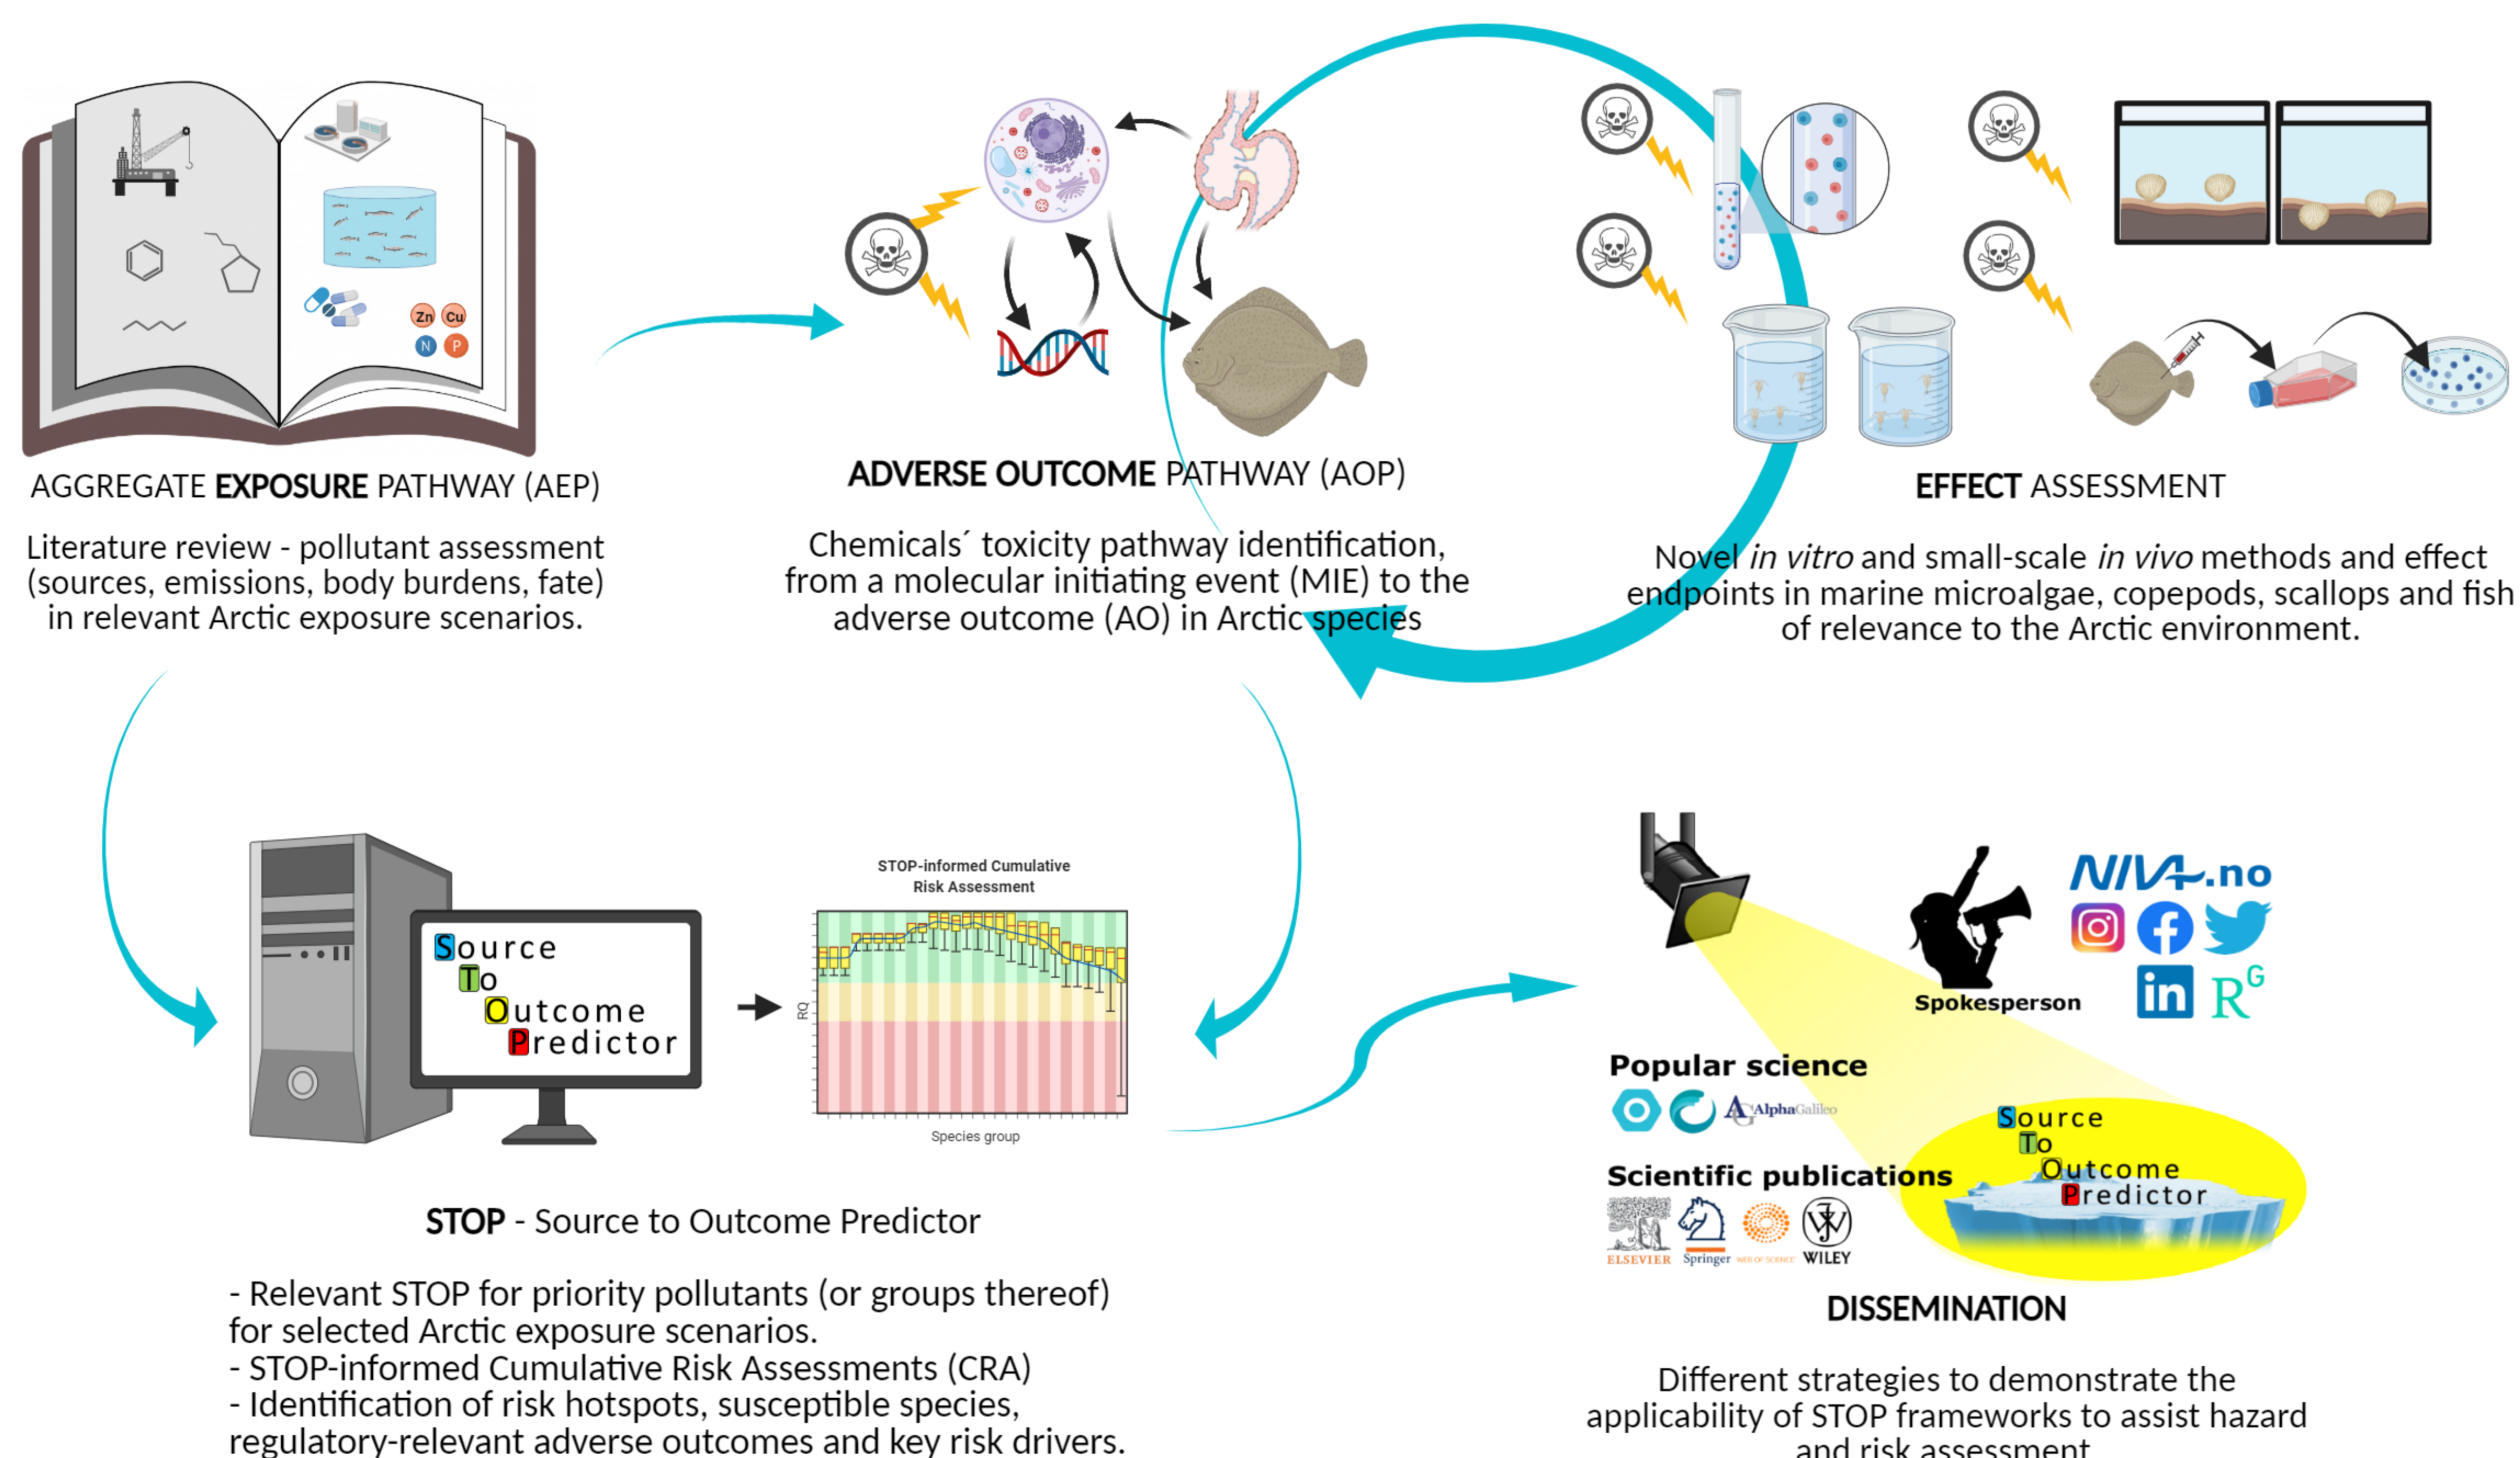 Zn Cu
N P
AGGREGATE EXPOSURE PATHWAY (AEP)
Literature review - pollutant assessment
(sources, emissions, body burdens, fate)
in relevant Arctic exposure scenarios.
ADVERSE OUTCOME PATHWAY (AOP)
Chemicals´ toxicity pathway identification,
from a molecular initiating event (MIE) to the
adverse outcome (AO) in Arctic species
EFFECT ASSESSMENT
Novel in vitro and small-scale in vivo methods and effect
endpoints in marine microalgae, copepods, scallops and fish
of relevance to the Arctic environment.
Source
To
Outcome
Predictor
STOP-informed Cumulative
Risk Assessment
RQ
Species group
STOP - Source to Outcome Predictor
- Relevant STOP for priority pollutants (or groups thereof)
for selected Arctic exposure scenarios.
- STOP-informed Cumulative Risk Assessments (CRA)
- Identification of risk hotspots, susceptible species,
regulatory-relevant adverse outcomes and key risk drivers.
Spokesperson
NIVA.no
in RG
Popular science
AG AlphaGalileo
Scientific publications
ELSEVIER Springer WEB OF SCIENCE WILEY
Source
To
Outcome
Predictor
DISSEMINATION
Different strategies to demonstrate the
applicability of STOP frameworks to assist hazard
and risk assessment